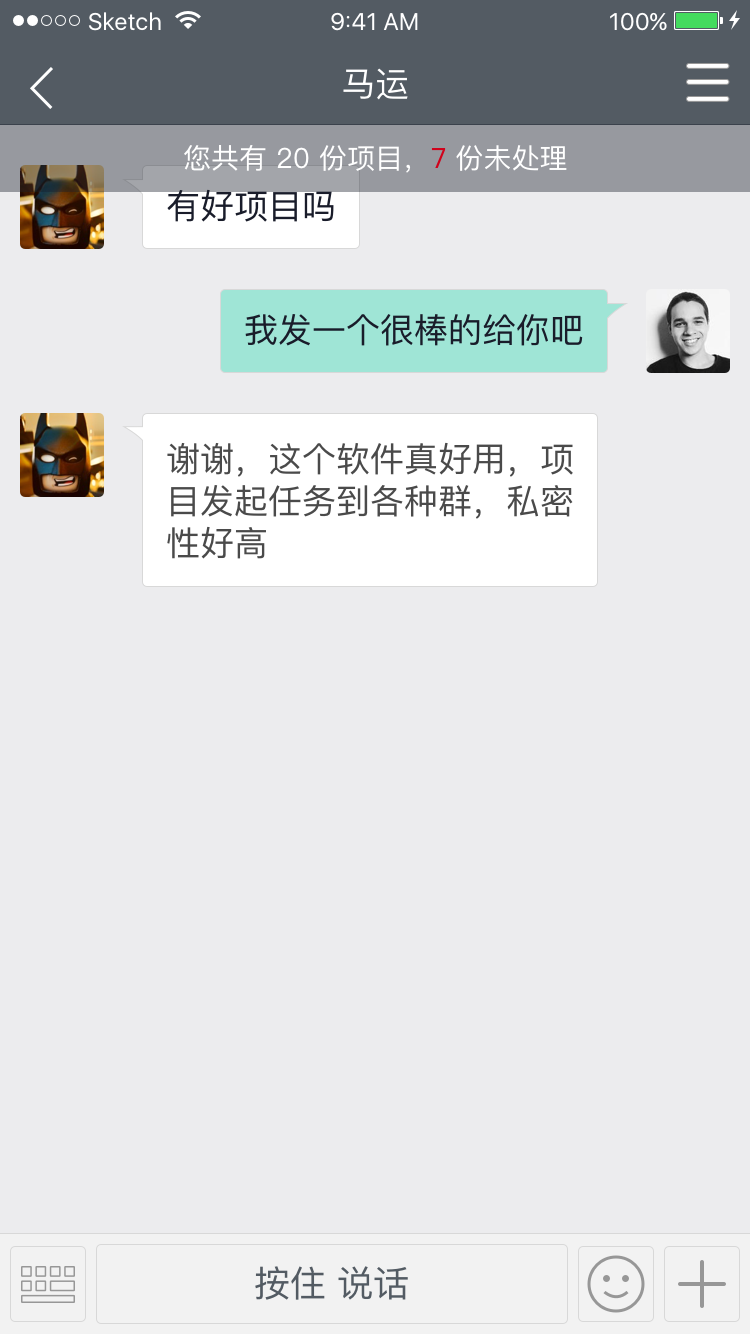 Sketch 9:41 AM 100%
马运
您共有 20 份项目，7 份未处理
有好项目吗
我发一个很棒的给你吧
谢谢，这个软件真好用，项
目发起任务到各种群，私密
性好高
按住 说话